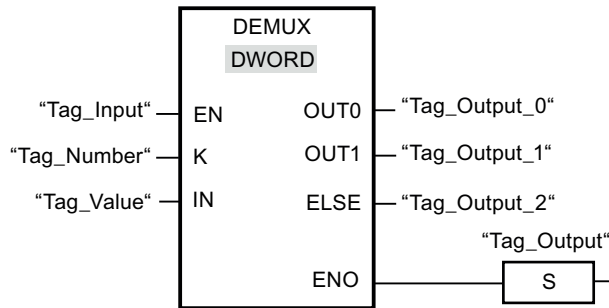 DEMUX
DWORD
“Tag_Input“ EN OUT0 “Tag_Output_0“
“Tag_Number“ K OUT1 “Tag_Output_1“
“Tag_Value“ IN ELSE “Tag_Output_2“
“Tag_Output“
ENO S